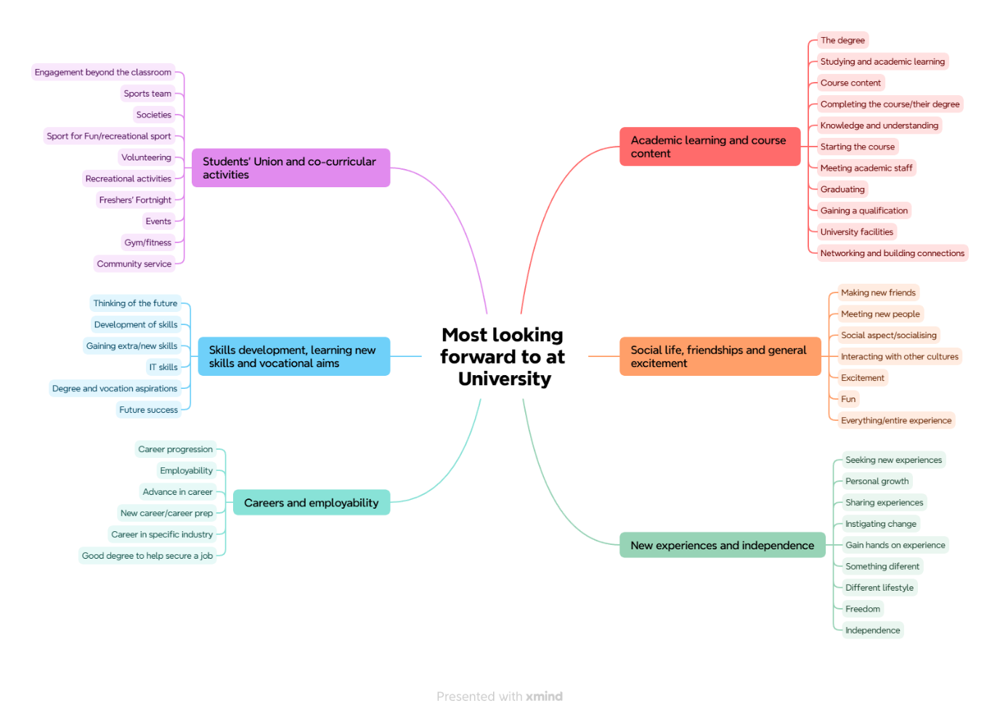 Most looking
forward to at
University
Academic learning and course
content
The degree
Studying and academic learning
Course content
Completing the course/their degree
Knowledge and understanding
Starting the course
Meeting academic staff
Graduating
Gaining a qualification
University facilities
Networking and building connections
Social life, friendships and general
excitement
Making new friends
Meeting new people
Social aspect/socialising
Interacting with other cultures
Excitement
Fun
Everything/entire experience
New experiences and independence
Seeking new experiences
Personal growth
Sharing experiences
Instigating change
Gain hands on experience
Something diferent
Different lifestyle
Freedom
Independence
Students’ Union and co-curricular
activities
Engagement beyond the classroom
Sports team
Societies
Sport for Fun/recreational sport
Volunteering
Recreational activities
Freshers’ Fortnight
Events
Gym/fitness
Community service
Skills development, learning new
skills and vocational aims
Thinking of the future
Development of skills
Gaining extra/new skills
IT skills
Degree and vocation aspirations
Future success
Careers and employability
Career progression
Employability
Advance in career
New career/career prep
Career in specific industry
Good degree to help secure a job
Presented with xmind